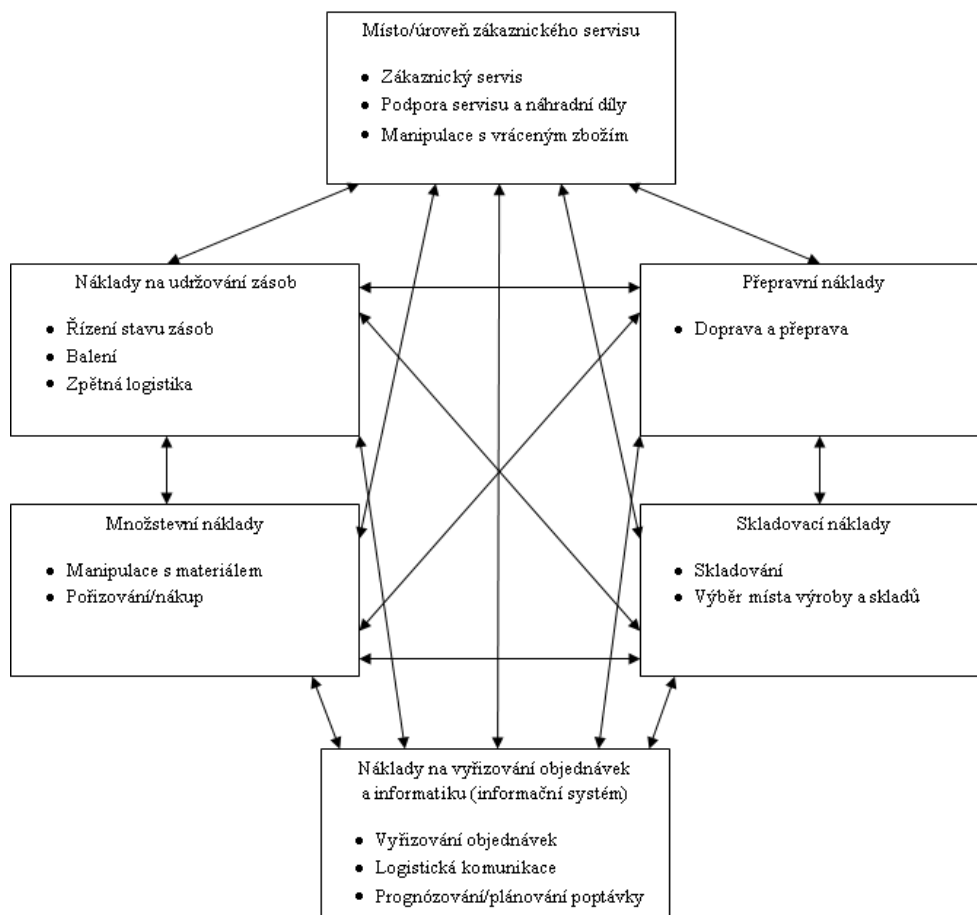 Místo/úroveň zákaznického servisu
• Zákaznický servis
• Podpora servisu a náhradní díly
• Manipulace s vráceným zbožím
Náklady na udržování zásob
• Řízení stavu zásob
• Balení
• Zpětná logistika
Přepravní náklady
• Doprava a přeprava
Množstevní náklady
• Manipulace s materiálem
• Pořizování/nákup
Skladovací náklady
• Skladování
• Výběr místa výroby a skladů
Náklady na vyřizování objednávek
a informatiku (informační systém)
• Vyřizování objednávek
• Logistická komunikace
• Prognózování/plánování poptávky